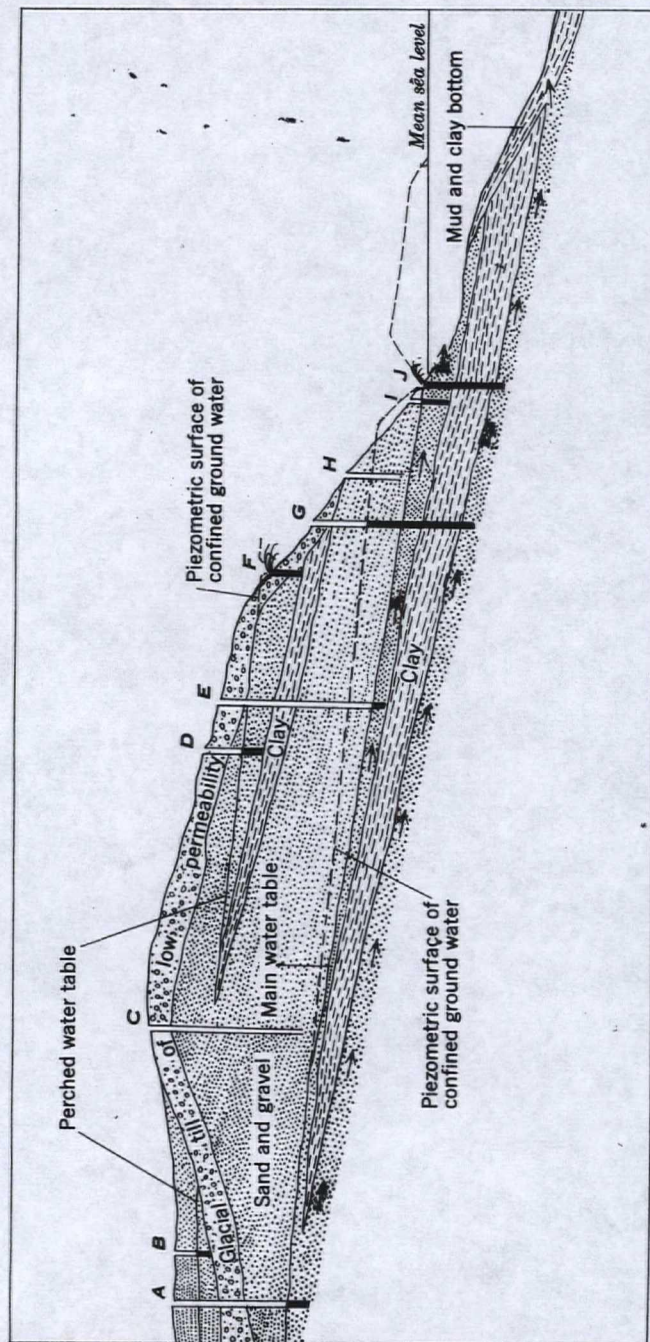 Perched water table
Piezometric surface of
confined ground water
A
B
C
D
E
F
G
H
I
J
Glacial till of low permeability
Clay
Sand and gravel
Main water table
Clay
Mean sea level
Mud and clay bottom
Piezometric surface of
confined ground water